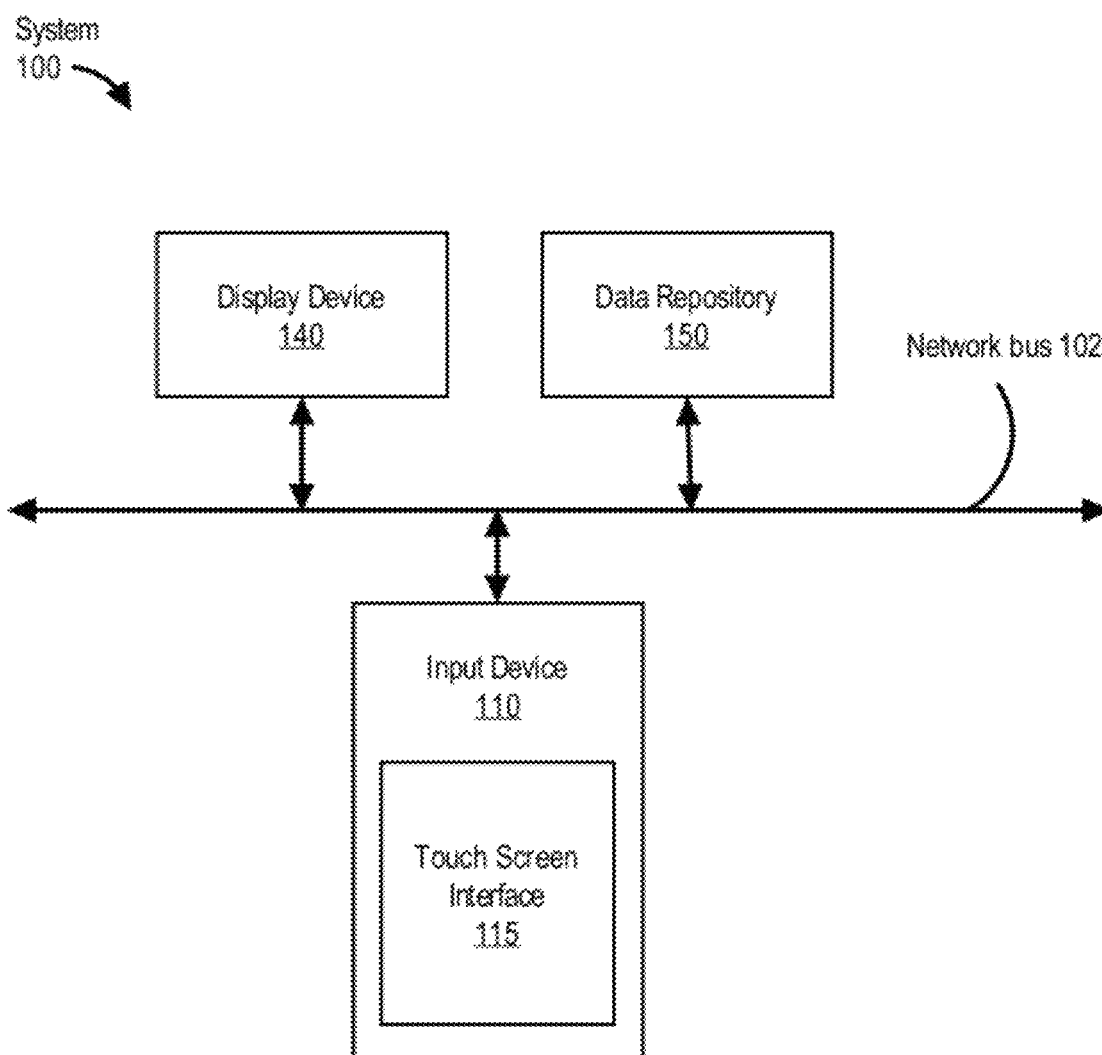 System
100
Display Device
140
Data Repository
150
Network bus 102
Input Device
110
Touch Screen
Interface
115